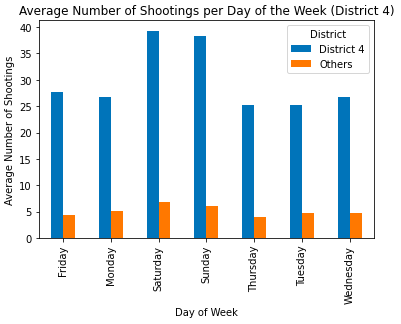 Average Number of Shootings per Day of the Week (District 4)
District
District 4
Others
Average Number of Shootings
40
35
30
25
20
15
10
5
0
Friday
Monday
Saturday
Sunday
Thursday
Tuesday
Wednesday
Day of Week